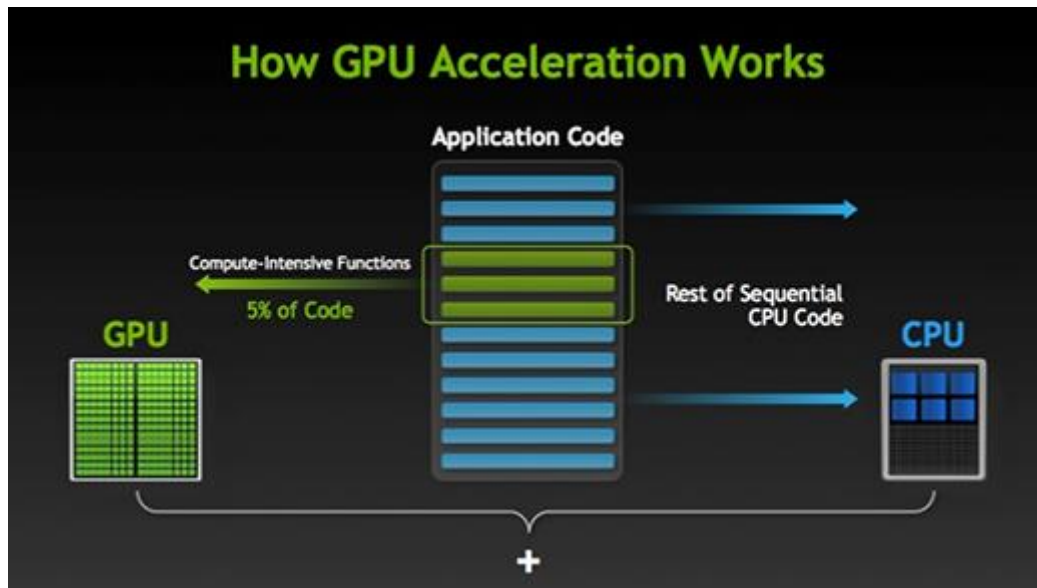 How GPU Acceleration Works
Application Code
Compute-Intensive Functions
5% of Code
Rest of Sequential
CPU Code
GPU
CPU
+